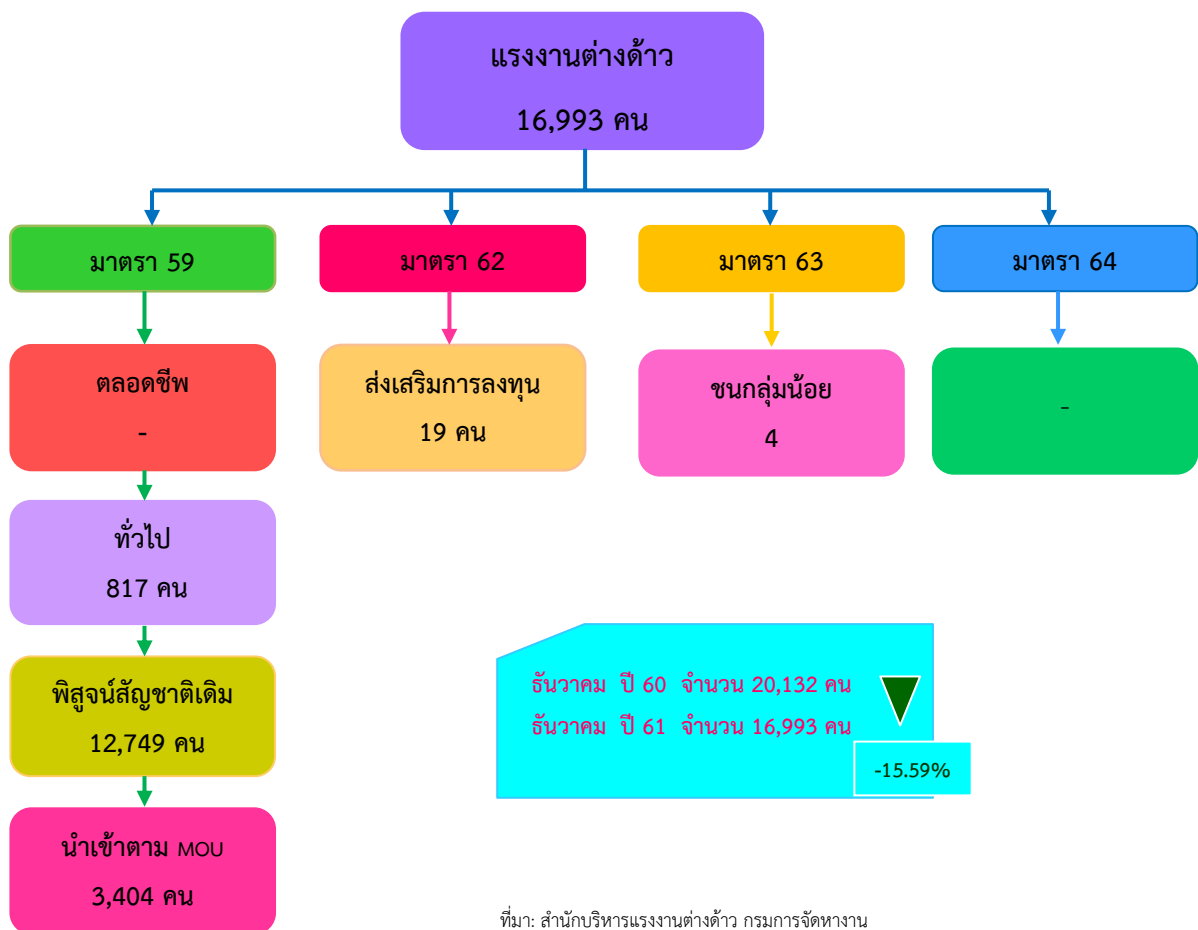 แรงงานต่างด้าว
16,993 คน
มาตรา 59
มาตรา 62
มาตรา 63
มาตรา 64
ตลอดชีพ
-
ส่งเสริมการลงทุน
19 คน
ชนกลุ่มน้อย
4
-
ทั่วไป
817 คน
พิสูจน์สัญชาติเดิม
12,749 คน
นำเข้าตาม MOU
3,404 คน
ธันวาคม ปี 60 จำนวน 20,132 คน
ธันวาคม ปี 61 จำนวน 16,993 คน
-15.59%
ที่มา: สำนักบริหารแรงงานต่างด้าว กรมการจัดหางาน